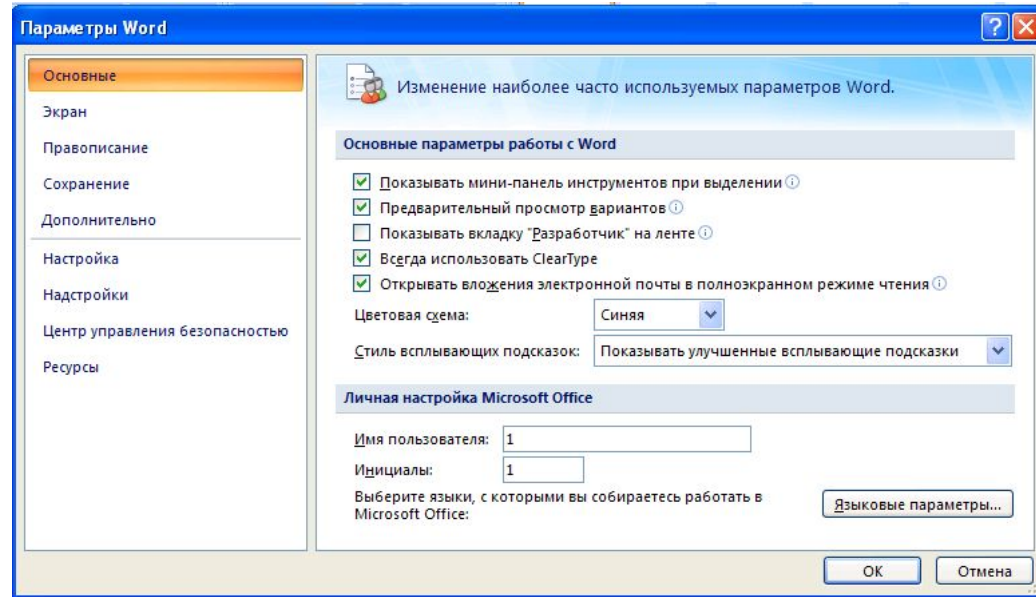 Параметры Word
Основные
Экран
Правописание
Сохранение
Дополнительно
Настройка
Надстройки
Центр управления безопасностью
Ресурсы
Изменение наиболее часто используемых параметров Word.
Основные параметры работы с Word
Показывать мини-панель инструментов при выделении
Предварительный просмотр вариантов
Показывать вкладку "Разработчик" на ленте
Всегда использовать ClearType
Открывать вложения электронной почты в полноэкранном режиме чтения
Цветовая схема: Синяя
Стиль всплывающих подсказок: Показывать улучшенные всплывающие подсказки
Личная настройка Microsoft Office
Имя пользователя: 1
Инициалы: 1
Выберите языки, с которыми вы собираетесь работать в
Microsoft Office:
Языковые параметры...
ОК Отмена